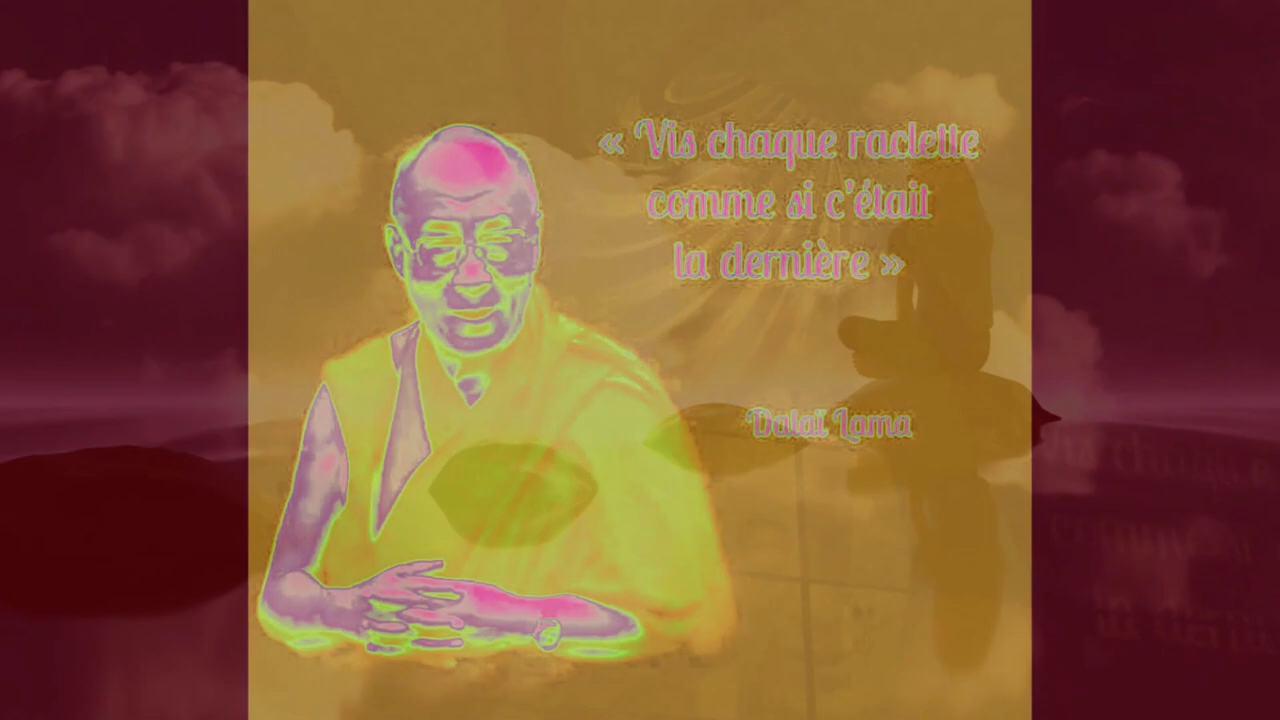 « Vis chaque raclette
comme si c'était
la dernière »
Dalaï Lama